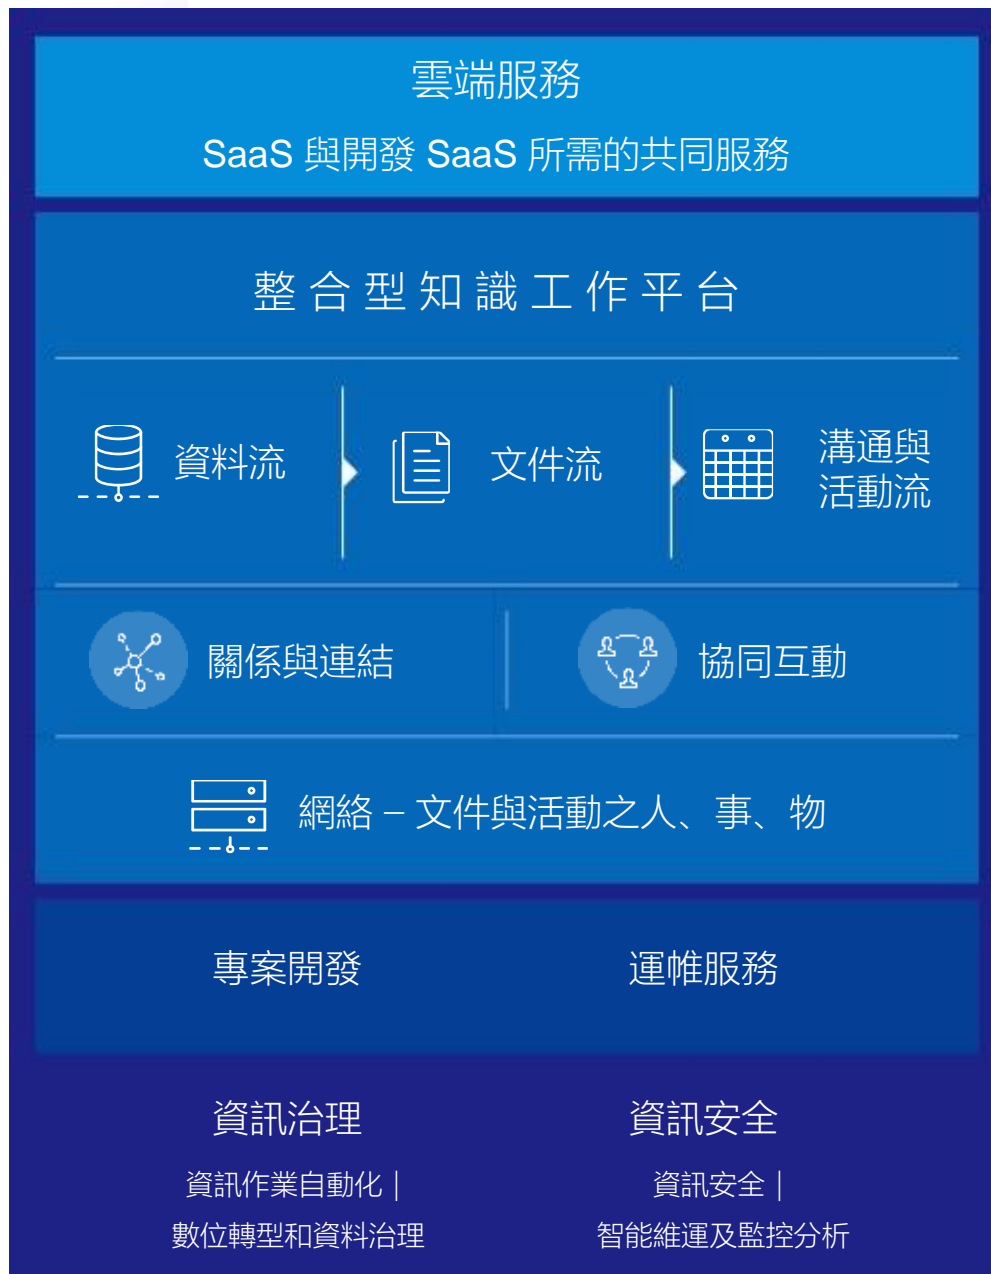 雲端服務
SaaS 與開發 SaaS 所需的共同服務
整合型知識工作平台
資料流
文件流
溝通與
活動流
關係與連結
協同互動
網絡 – 文件與活動之人、事、物
專案開發
運帷服務
資訊治理
資訊作業自動化｜
數位轉型和資料治理
資訊安全
資訊安全｜
智能維運及監控分析